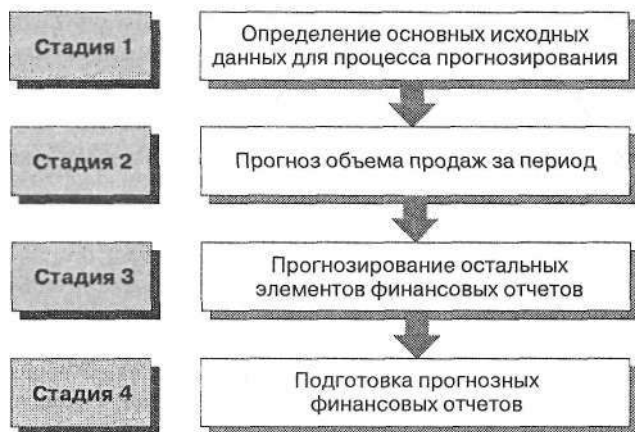 Стадия 1
Определение основных исходных
данных для процесса прогнозирования
Стадия 2
Прогноз объема продаж за период
Стадия 3
Прогнозирование остальных
элементов финансовых отчетов
Стадия 4
Подготовка прогнозных
финансовых отчетов